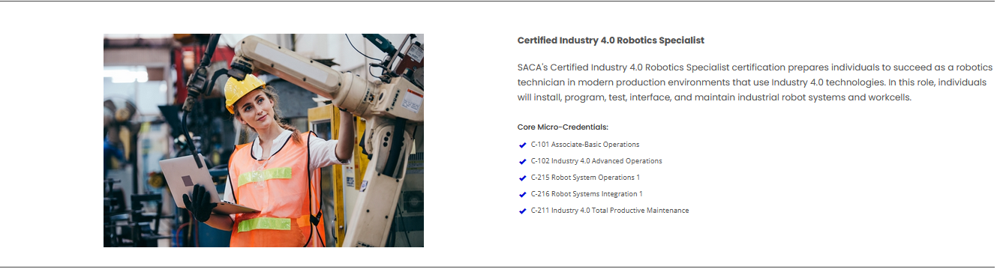 Certified Industry 4.0 Robotics Specialist
SACA's Certified Industry 4.0 Robotics Specialist certification prepares individuals to succeed as a robotics
technician in modern production environments that use Industry 4.0 technologies. In this role, individuals
will install, program, test, interface, and maintain industrial robot systems and workcells.
Core Micro-Credentials:
C-101 Associate-Basic Operations
C-102 Industry 4.0 Advanced Operations
C-215 Robot System Operations 1
C-216 Robot Systems Integration 1
C-211 Industry 4.0 Total Productive Maintenance